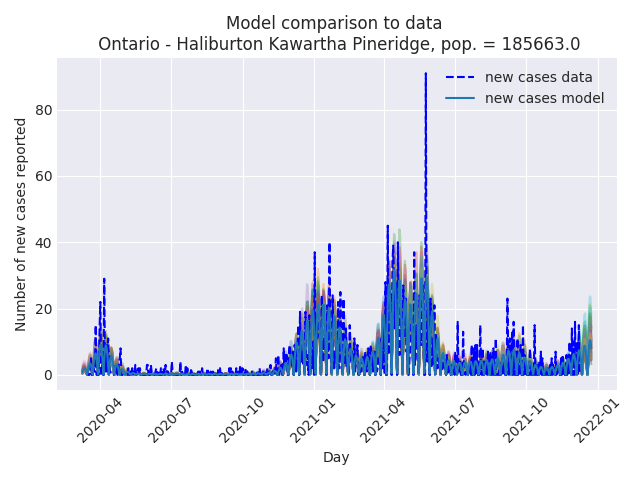 Model comparison to data
Ontario - Haliburton Kawartha Pineridge, pop. = 185663.0
new cases data
new cases model
Number of new cases reported
80
60
40
20
0
2020-04
2020-07
2020-10
2021-01
2021-04
2021-07
2021-10
2022-01
Day